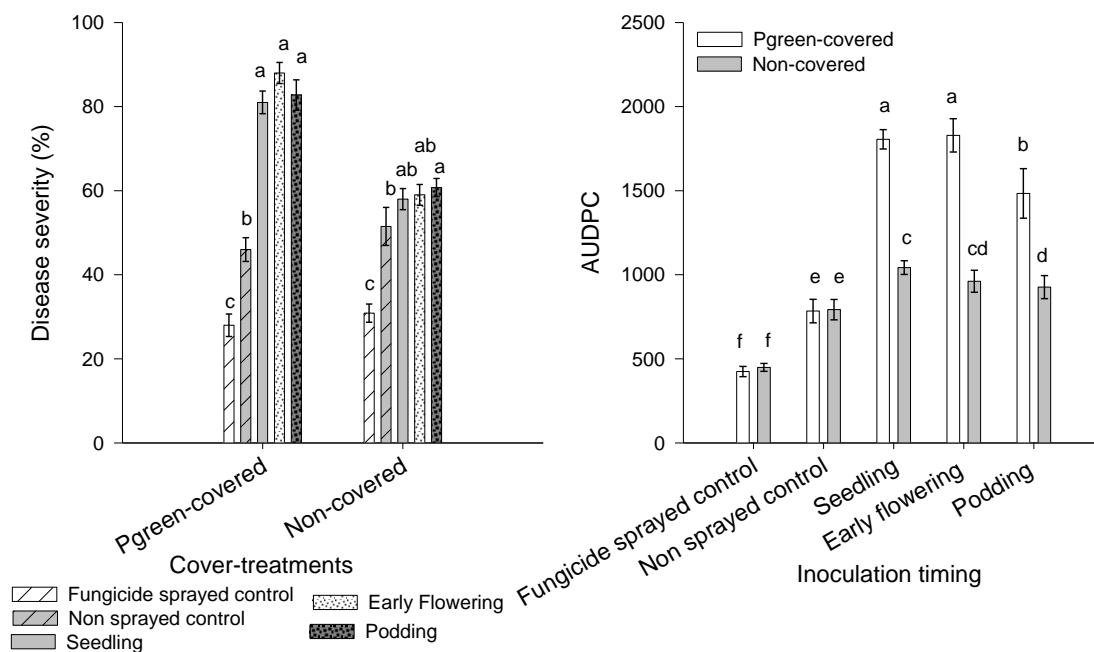 Disease severity (%)
100
80
60
40
20
0
c
b
a
a
a
c
b
ab
ab
a
Pgreen-covered
Non-covered
Cover-treatments
Fungicide sprayed control
Non sprayed control
Seedling
Early Flowering
Podding
AUDPC
2500
2000
1500
1000
500
0
Pgreen-covered
Non-covered
f
f
e
e
a
c
a
cd
b
d
Fungicide sprayed control
Non sprayed control
Seedling
Early flowering
Podding
Inoculation timing